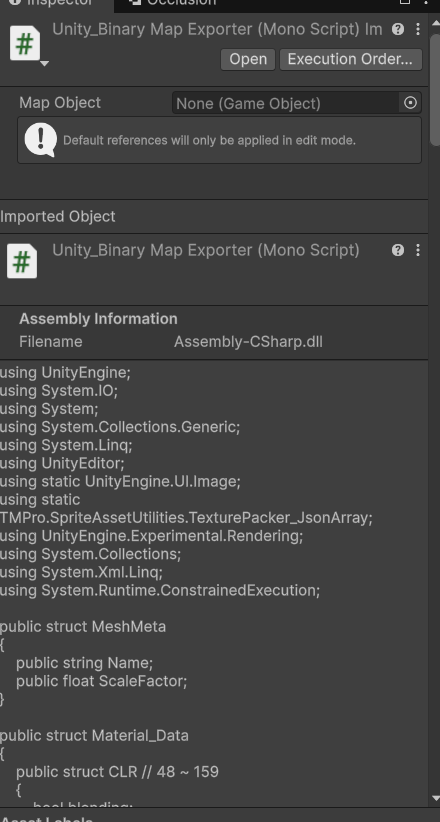 Inspector
Occlusion
Unity_Binary Map Exporter (Mono Script) Im
Open
Execution Order...
Map Object
None (Game Object)
Default references will only be applied in edit mode.
Imported Object
Unity_Binary Map Exporter (Mono Script)
Assembly Information
Filename
Assembly-CSharp.dll
using UnityEngine;
using System.IO;
using System;
using System.Collections.Generic;
using System.Linq;
using UnityEditor;
using static UnityEngine.UI.Image;
using static
TMPro.SpriteAssetUtilities.TexturePacker_JsonArray;
using UnityEngine.Experimental.Rendering;
using System.Collections;
using System.Xml.Linq;
using System.Runtime.ConstrainedExecution;
public struct MeshMeta
{
public string Name;
public float ScaleFactor;
}
public struct Material_Data
{
public struct CLR // 48 ~ 159
{
bool blending;
Asset Labels